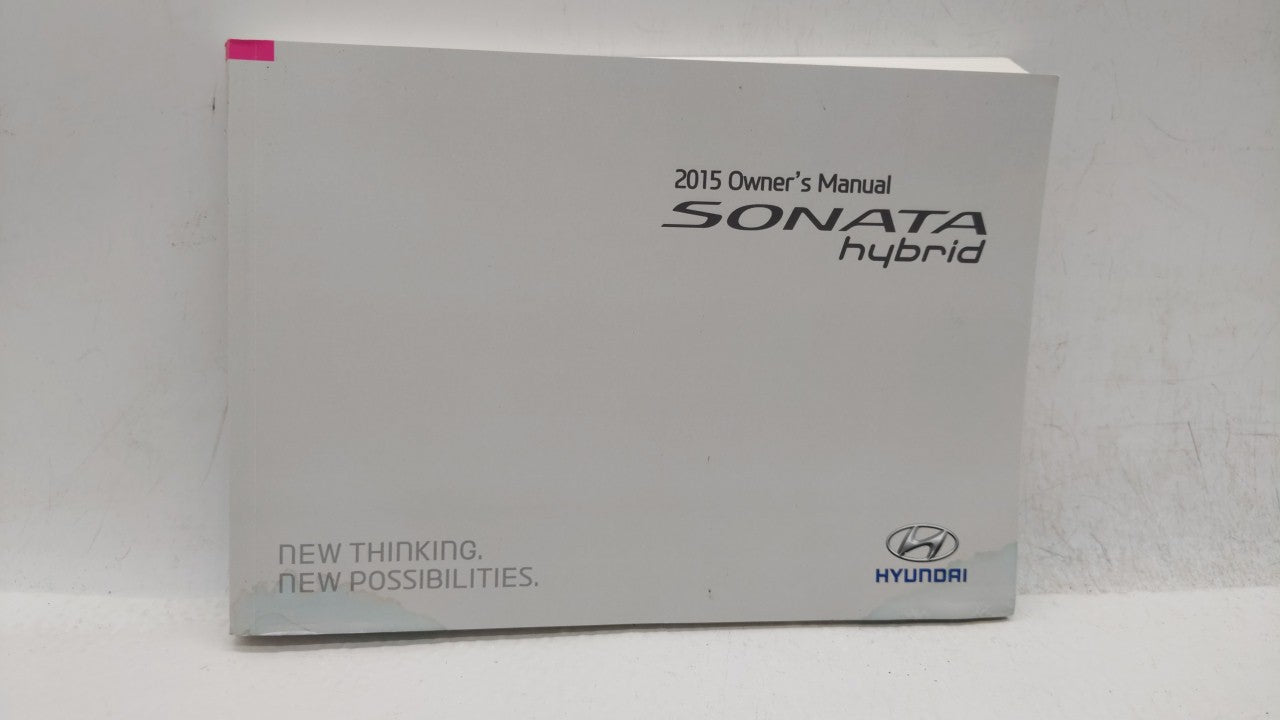 2015 Owner's Manual
SONATA
hybrid
NEW THINKING.
NEW POSSIBILITIES.
HYUNDAI